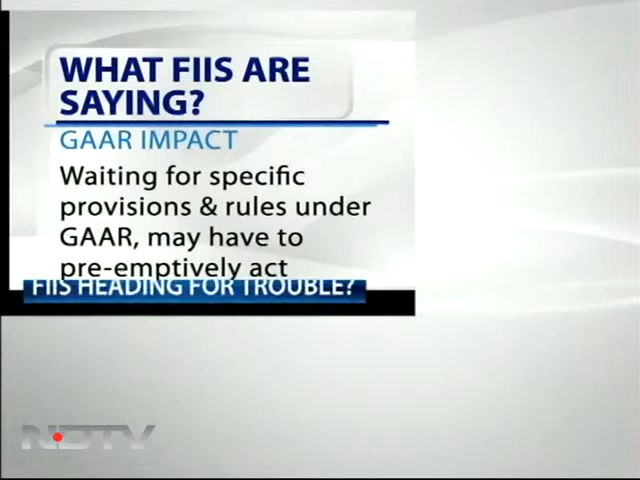 WHAT FIIS ARE
SAYING?
GAAR IMPACT
Waiting for specific
provisions & rules under
GAAR, may have to
pre-emptively act
FIIS HEADING FOR TROUBLE?
NDTV